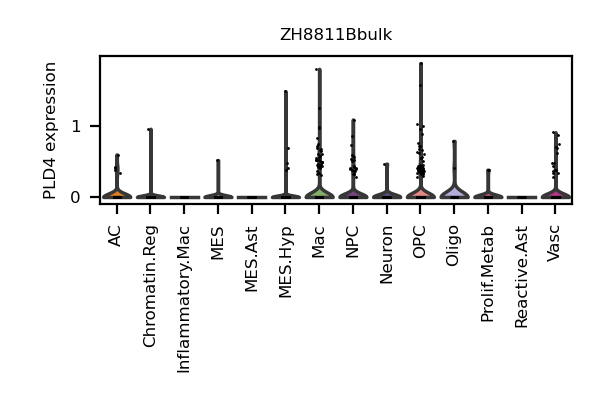 ZH8811Bbulk
PLD4 expression
1
0
AC
Chromatin.Reg
Inflammatory.Mac
MES
MES.Ast
MES.Hyp
Mac
NPC
Neuron
OPC
Oligo
Prolif.Metab
Reactive.Ast
Vasc